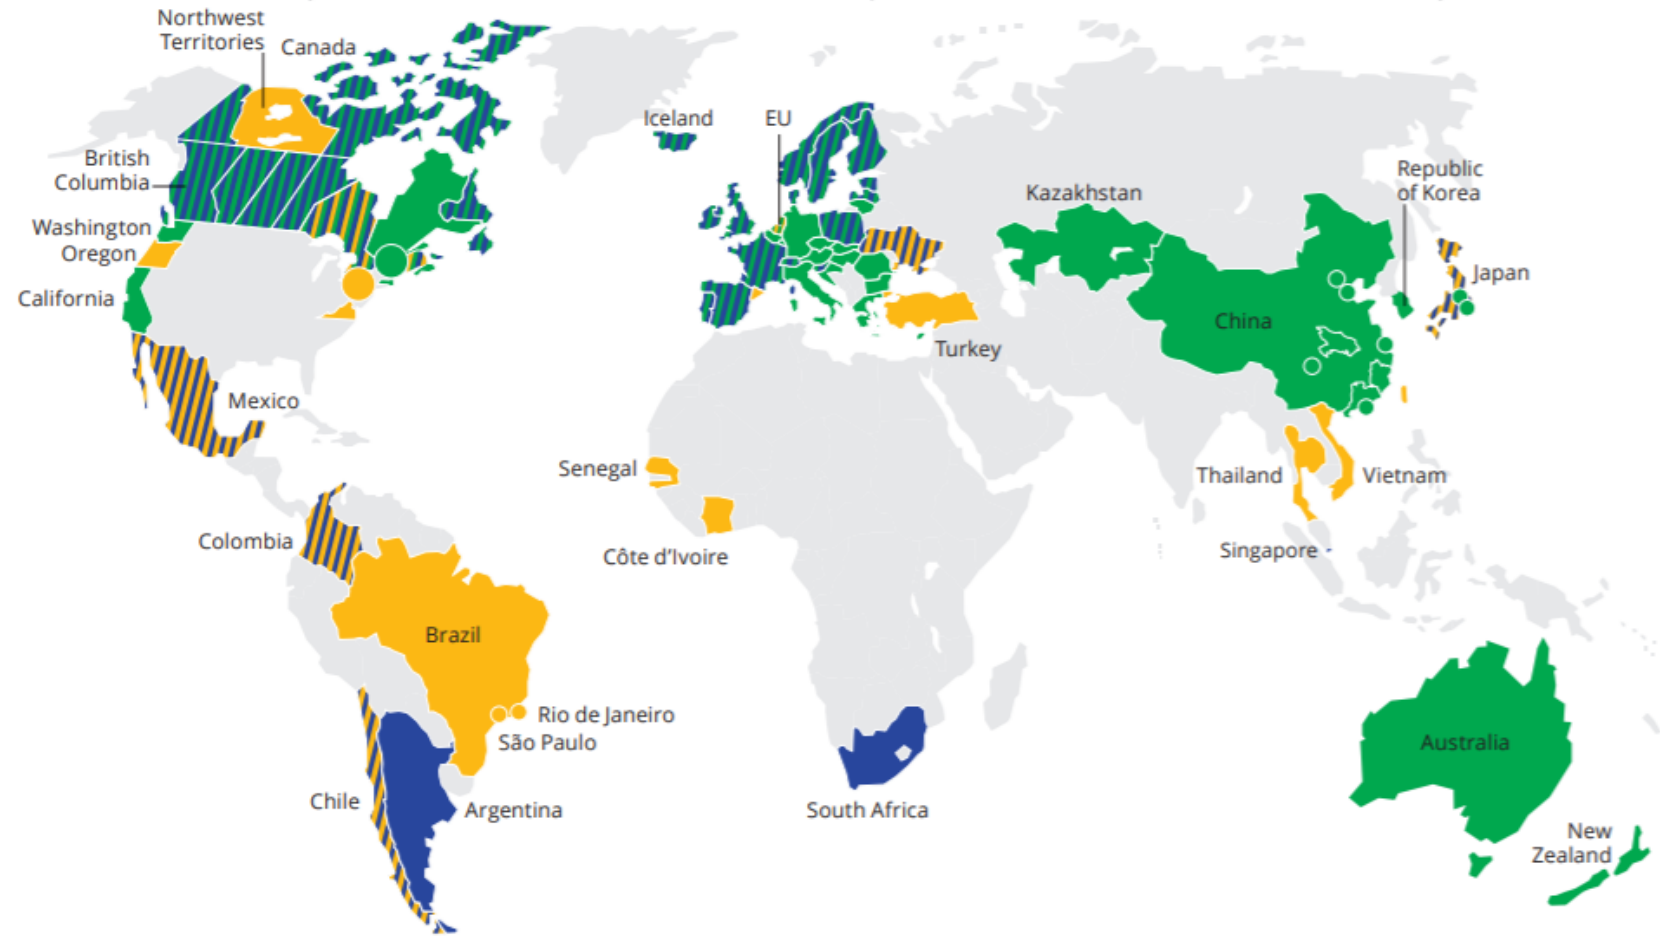 Northwest
Territories
Canada
Iceland
EU
British
Columbia
Republic
of Korea
Kazakhstan
Washington
Oregon
Japan
California
China
Turkey
Mexico
Senegal
Thailand
Vietnam
Colombia
Singapore
Côte d'Ivoire
Brazil
Rio de Janeiro
São Paulo
Australia
Chile
Argentina
South Africa
New
Zealand